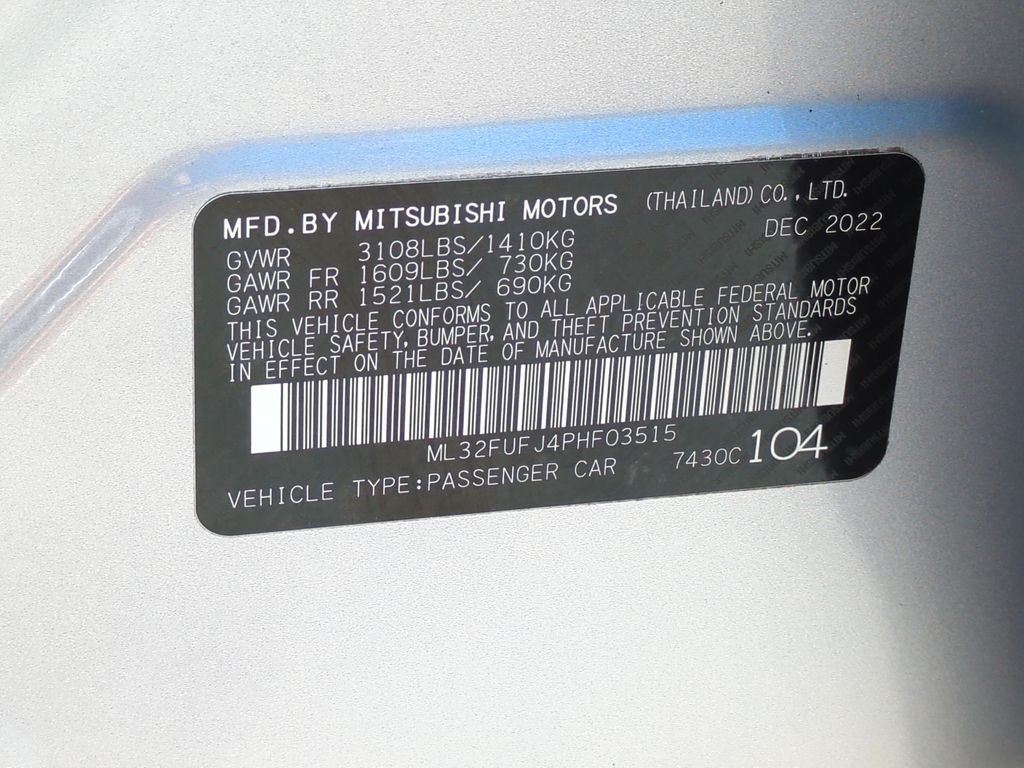 MFD.BY MITSUBISHI MOTORS (THAILAND) CO., LTD.
DEC 2022
GVWR 3108LBS/1410KG
GAWR FR 1609LBS/ 730KG
GAWR RR 1521LBS/ 690KG
THIS VEHICLE CONFORMS TO ALL APPLICABLE FEDERAL MOTOR
VEHICLE SAFETY, BUMPER, AND THEFT PREVENTION STANDARDS
IN EFFECT ON THE DATE OF MANUFACTURE SHOWN ABOVE.
ML32FUFJ4PHF03515
7430C 104
VEHICLE TYPE:PASSENGER CAR